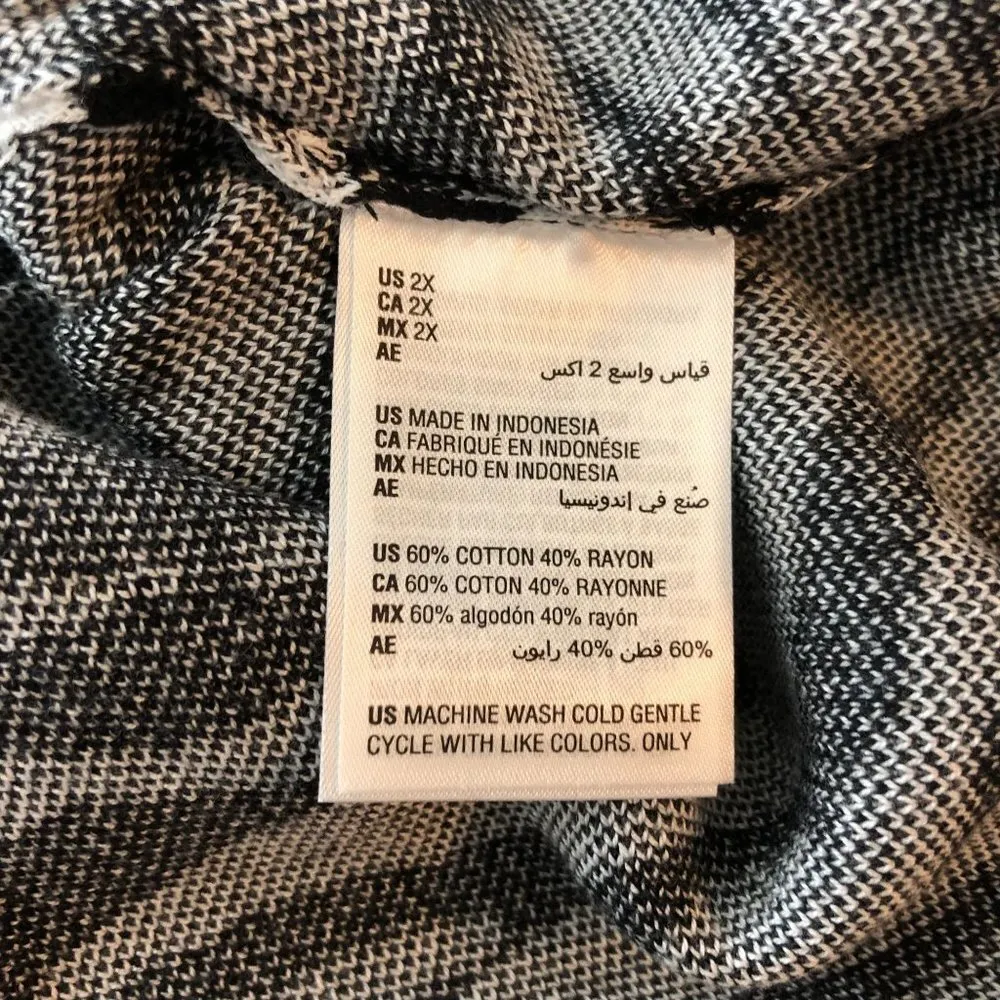 US 2X
CA 2X
MX 2X
AE
قياس واسع 2 اكس
US MADE IN INDONESIA
CA FABRIQUÉ EN INDONÉSIE
MX HECHO EN INDONESIA
AE
صُنع في إندونيسيا
US 60% COTTON 40% RAYON
CA 60% COTON 40% RAYONNE
MX 60% algodón 40% rayón
AE
60% قطن 40% رايون
US MACHINE WASH COLD GENTLE
CYCLE WITH LIKE COLORS. ONLY